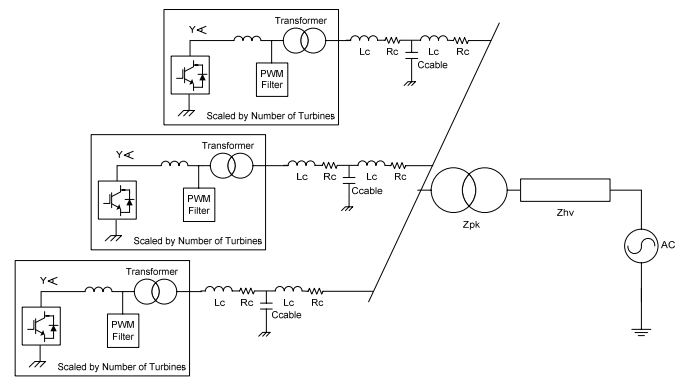 Transformer
Y∢
Lc Rc Lc Rc
Ccable
PWM
Filter
Scaled by Number of Turbines
Transformer
Y∢
Lc Rc Lc Rc
Ccable
PWM
Filter
Scaled by Number of Turbines
Zpk
Zhv
AC
Transformer
Y∢
Lc Rc Lc Rc
Ccable
PWM
Filter
Scaled by Number of Turbines